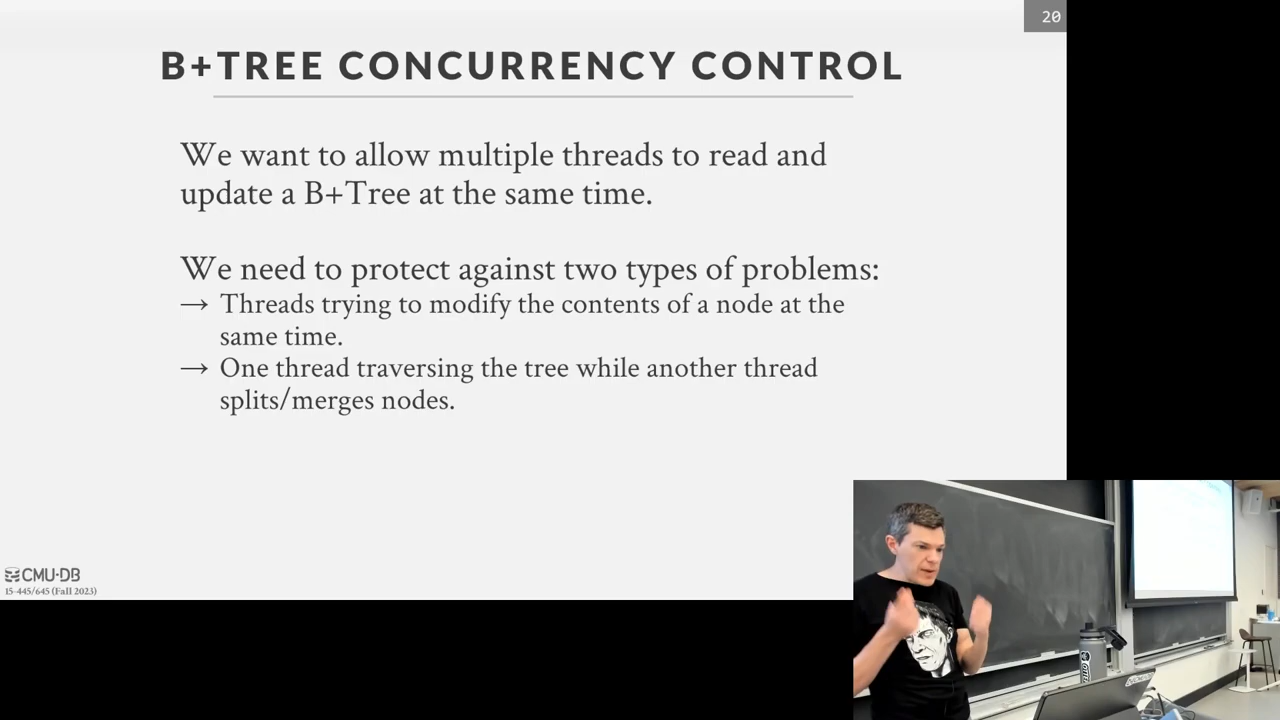 20
B+TREE CONCURRENCY CONTROL
We want to allow multiple threads to read and
update a B+Tree at the same time.
We need to protect against two types of problems:
→ Threads trying to modify the contents of a node at the
same time.
→ One thread traversing the tree while another thread
splits/merges nodes.
CMU·DB
15-445/645 (Fall 2023)